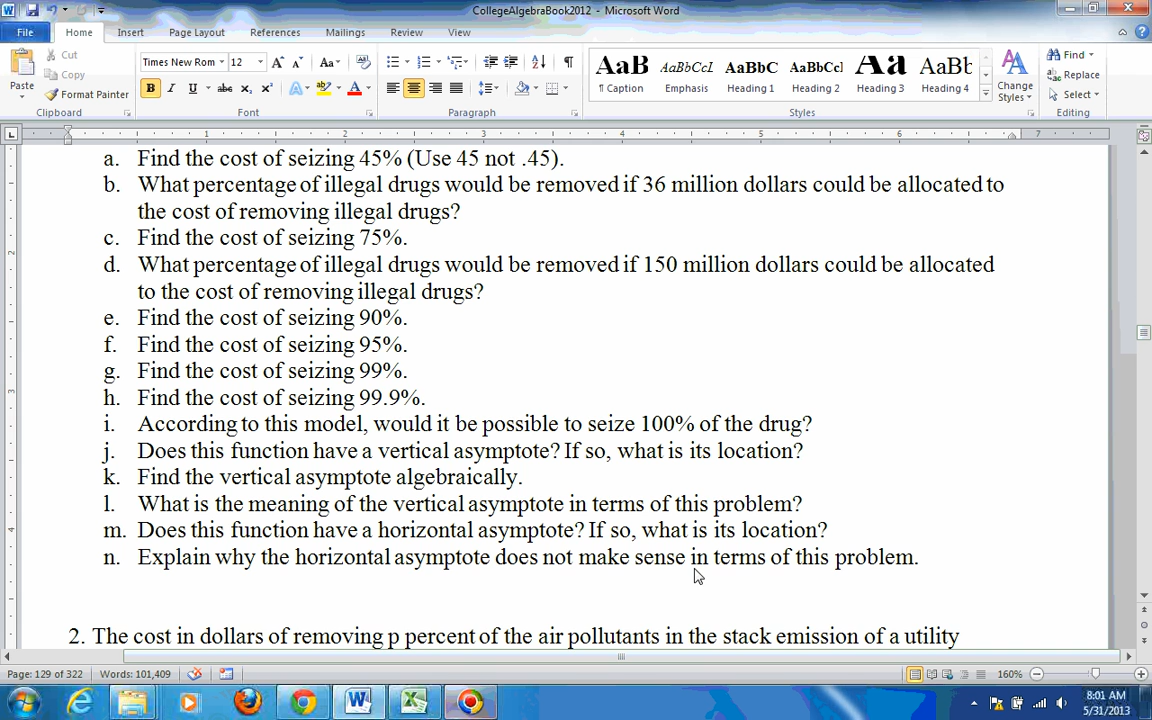 CollegeAlgebraBook2012 - Microsoft Word
File Home Insert Page Layout References Mailings Review View
Cut
Copy
Paste
Format Painter
Clipboard
Times New Rom 12
Font
Paragraph
AaB AaBbCcL AaBbC AaBbCcl AaB AaBb
¶ Caption Emphasis Heading 1 Heading 2 Heading 3 Heading 4
Change Styles
Styles
Find
Replace
Select
Editing
1 2 3 4 5 6 7
a. Find the cost of seizing 45% (Use 45 not .45).
b. What percentage of illegal drugs would be removed if 36 million dollars could be allocated to
the cost of removing illegal drugs?
c. Find the cost of seizing 75%.
d. What percentage of illegal drugs would be removed if 150 million dollars could be allocated
to the cost of removing illegal drugs?
e. Find the cost of seizing 90%.
f. Find the cost of seizing 95%.
g. Find the cost of seizing 99%.
h. Find the cost of seizing 99.9%.
i. According to this model, would it be possible to seize 100% of the drug?
j. Does this function have a vertical asymptote? If so, what is its location?
k. Find the vertical asymptote algebraically.
l. What is the meaning of the vertical asymptote in terms of this problem?
m. Does this function have a horizontal asymptote? If so, what is its location?
n. Explain why the horizontal asymptote does not make sense in terms of this problem.
2. The cost in dollars of removing p percent of the air pollutants in the stack emission of a utility
Page: 129 of 322 Words: 101,409 160%
8:01 AM
5/31/2013